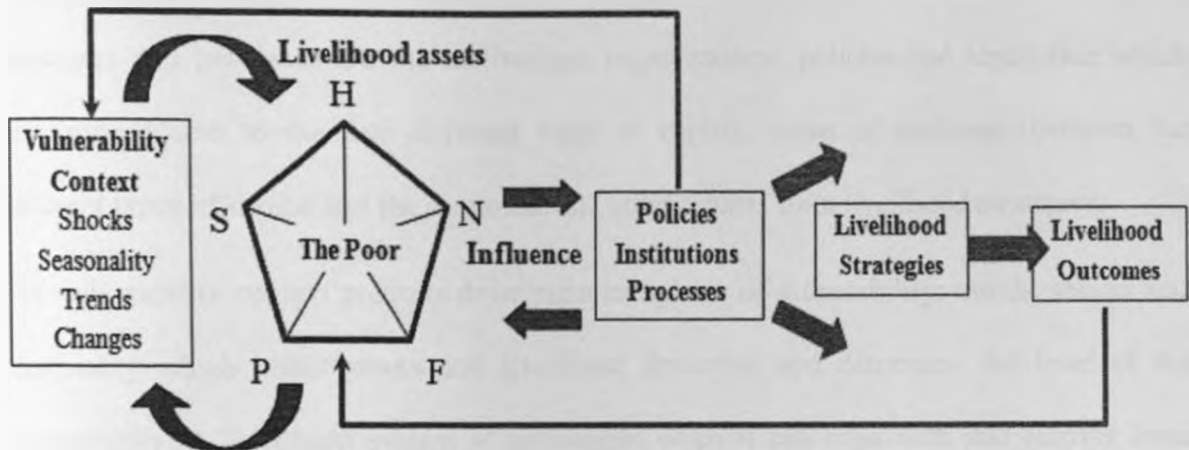 Livelihood assets
H
Vulnerability
Context
Shocks
Seasonality
Trends
Changes
S
N
The Poor
P
F
Influence
Policies
Institutions
Processes
Livelihood
Strategies
Livelihood
Outcomes